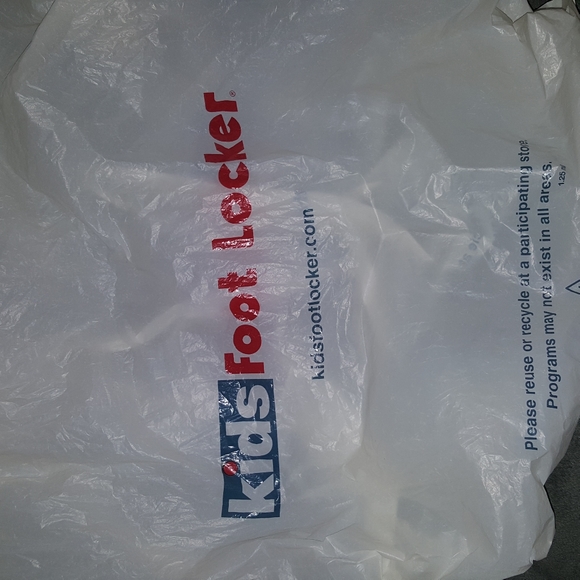 kids Foot Locker®
kidsfootlocker.com
Please reuse or recycle at a participating store
Programs may not exist in all areas.